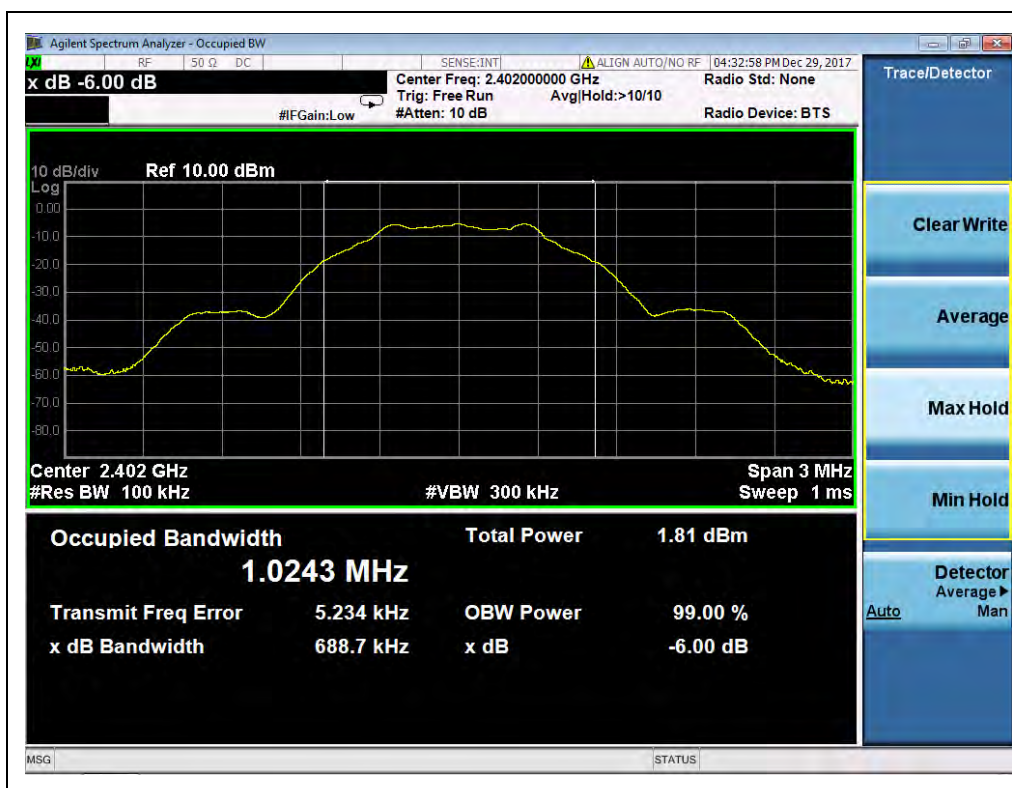 Agilent Spectrum Analyzer - Occupied BW
LXI RF 50 Ω DC SENSE:INT ALIGN AUTO/NO RF 04:32:58 PM Dec 29, 2017
x dB -6.00 dB
Center Freq: 2.402000000 GHz Radio Std: None
Trig: Free Run Avg|Hold:>10/10
#IFGain:Low #Atten: 10 dB Radio Device: BTS
10 dB/div Ref 10.00 dBm
Log
0.00
-10.0
-20.0
-30.0
-40.0
-50.0
-60.0
-70.0
-80.0
Center 2.402 GHz Span 3 MHz
#Res BW 100 kHz #VBW 300 kHz Sweep 1 ms
Occupied Bandwidth Total Power 1.81 dBm
1.0243 MHz
Transmit Freq Error 5.234 kHz OBW Power 99.00 %
x dB Bandwidth 688.7 kHz x dB -6.00 dB
MSG STATUS
Trace/Detector
Clear Write
Average
Max Hold
Min Hold
Detector
Average▶
Auto Man